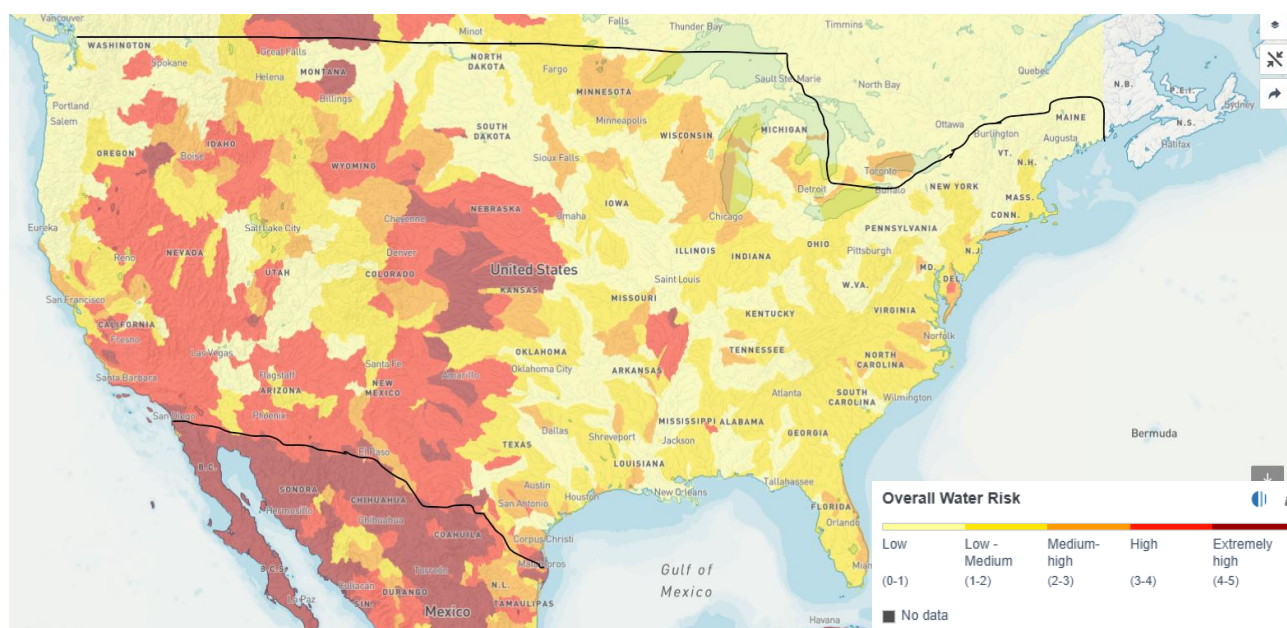 Vancouver
Falls
Thunder Bay
Timmins
WASHINGTON
Spokane
Great Falls
Minot
Quebec
N.B.
P.E.I.
Sydney
Helena
MONTANA
Billings
NORTH
DAKOTA
Fargo
MINNESOTA
Sault Ste. Marie
North Bay
Portland
Salem
Minneapolis
Ottawa
MAINE
N.S.
Burlington
Augusta
Halifax
OREGON
Boise
IDAHO
WYOMING
SOUTH
DAKOTA
Sioux Falls
WISCONSIN
MICHIGAN
VT.
N.H.
Toronto
Detroit
Buffalo
NEW YORK
MASS.
CONN.
Eureka
Salt Lake City
Cheyenne
NEBRASKA
Omaha
IOWA
Chicago
PENNSYLVANIA
Reno
NEVADA
UTAH
COLORADO
Denver
United States
KANSAS
ILLINOIS
INDIANA
OHIO
Pittsburgh
N.J.
MD.
DEL.
San Francisco
Saint Louis
W.VA.
MISSOURI
KENTUCKY
VIRGINIA
CALIFORNIA
Fresno
Norfolk
Las Vegas
Santa Fe
Amarillo
OKLAHOMA
Oklahoma City
TENNESSEE
NORTH
CAROLINA
Santa Barbara
Flagstaff
ARIZONA
NEW
MEXICO
ARKANSAS
Atlanta
SOUTH
CAROLINA
Wilmington
San Diego
Phoenix
MISSISSIPPI
ALABAMA
El Paso
Dallas
Shreveport
Jackson
GEORGIA
Bermuda
TEXAS
LOUISIANA
B.C.
SONORA
Hermosillo
CHIHUAHUA
Chihuahua
Austin
San Antonio
Houston
New Orleans
Tallahassee
FLORIDA
Orlando
COAHUILA
Corpus Christi
B.C.S.
Torreón
Matamoros
Gulf of
Mexico
La Paz
Culiacan
SIN.
DURANGO
N.L.
TAMAULIPAS
Mexico
Havana
Overall Water Risk
Low
Low -
Medium
Medium-
high
High
Extremely
high
(0-1)
(1-2)
(2-3)
(3-4)
(4-5)
No data